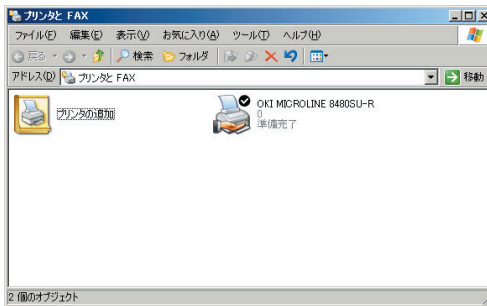 プリンタと FAX
ファイル(F) 編集(E) 表示(V) お気に入り(A) ツール(T) ヘルプ(H)
戻る 検索 フォルダ
アドレス(D) プリンタと FAX 移動
プリンタの追加
OKI MICROLINE 8480SU-R
0
準備完了
2 個のオブジェクト